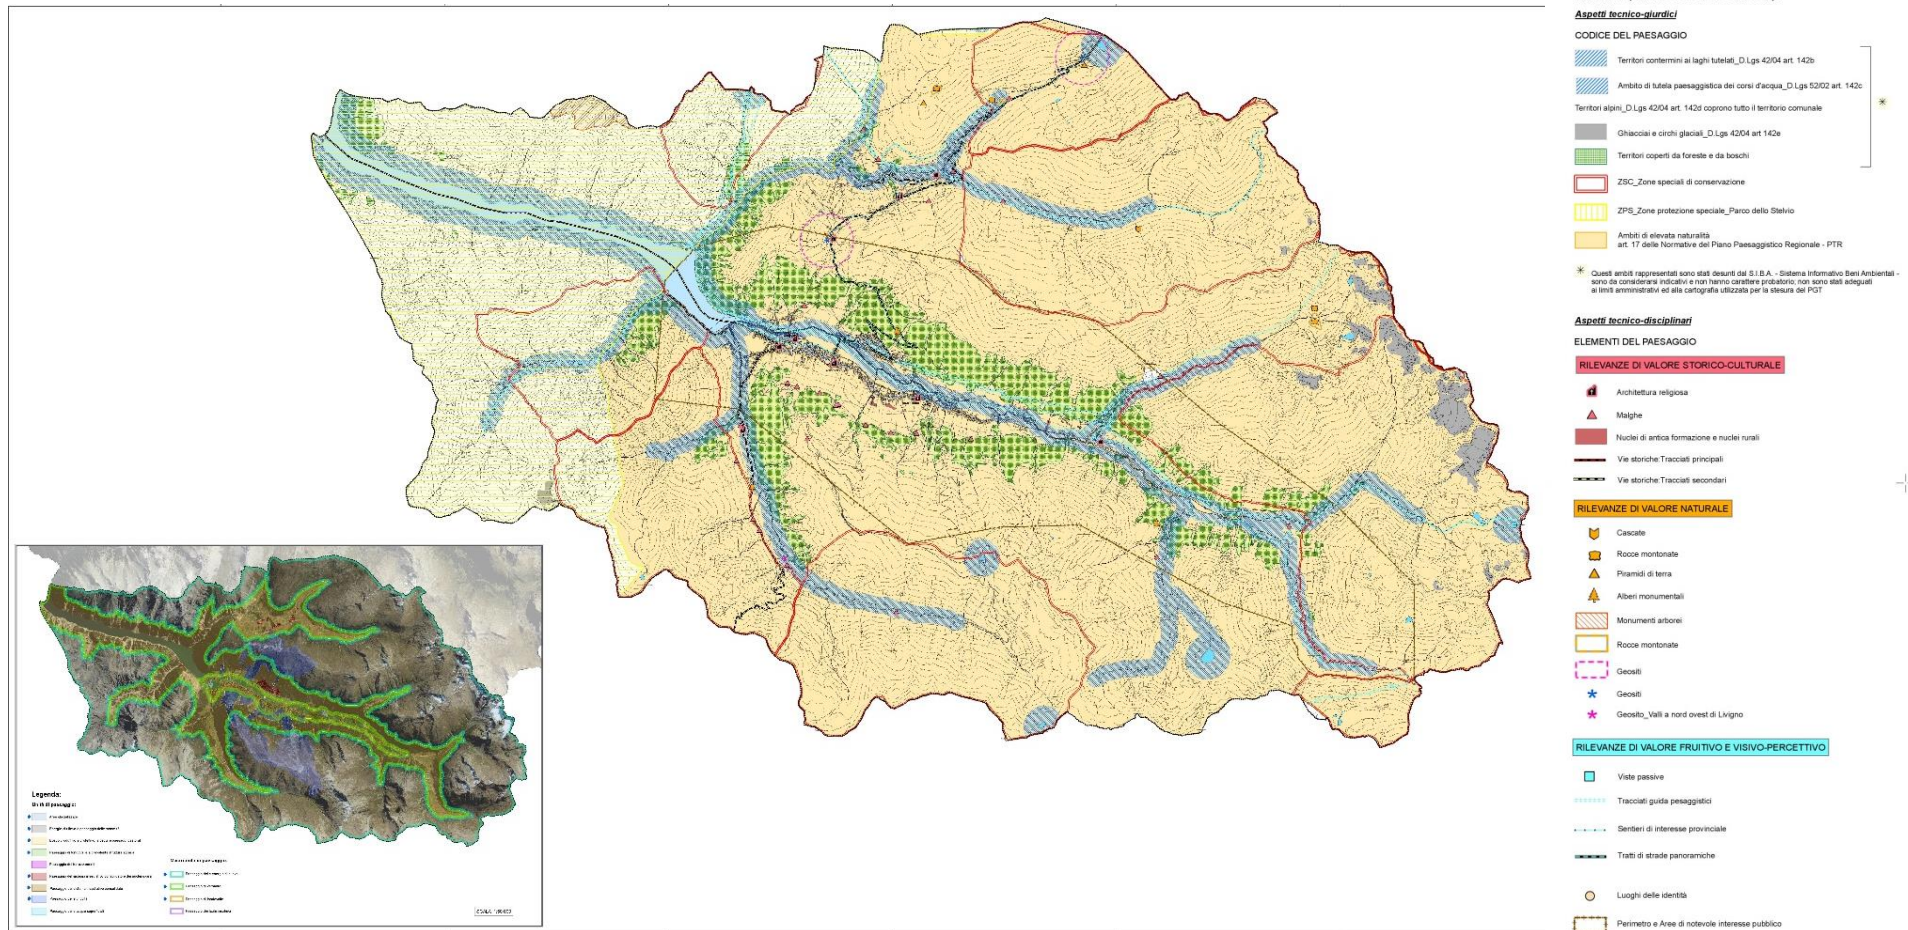 Aspetti tecnico-giurdici
CODICE DEL PAESAGGIO
Territori contermini ai laghi tutelati_D.Lgs 42/04 art. 142b
Ambito di tutela paesaggistica dei corsi d'acqua_D.Lgs 52/02 art. 142c
Territori alpini_D.Lgs 42/04 art. 142d coprono tutto il territorio comunale
Ghiacciai e circhi glaciali_D.Lgs 42/04 art 142e
Territori coperti da foreste e da boschi
ZSC_Zone speciali di conservazione
ZPS_Zone protezione speciale_Parco dello Stelvio
Ambiti di elevata naturalità
art. 17 delle Normative del Piano Paesaggistico Regionale - PTR
Questi ambiti rappresentati sono stati desunti dal S.I.B.A. - Sistema Informativo Beni Ambientali -
sono da considerarsi indicativi e non hanno carattere probatorio; non sono stati adeguati
ai limiti amministrativi ed alla cartografia utilizzata per la stesura del PGT
Aspetti tecnico-disciplinari
ELEMENTI DEL PAESAGGIO
RILEVANZE DI VALORE STORICO-CULTURALE
Architettura religiosa
Malghe
Nuclei di antica formazione e nuclei rurali
Vie storiche:Tracciati principali
Vie storiche:Tracciati secondari
RILEVANZE DI VALORE NATURALE
Cascate
Rocce montonate
Piramidi di terra
Alberi monumentali
Monumenti arborei
Rocce montonate
Geositi
Geositi
Geosito_Valli a nord ovest di Livigno
RILEVANZE DI VALORE FRUITIVO E VISIVO-PERCETTIVO
Viste passive
Tracciati guida pesaggistici
Sentieri di interesse provinciale
Tratti di strade panoramiche
Luoghi delle identità
Perimetro e Aree di notevole interesse pubblico
Legenda: